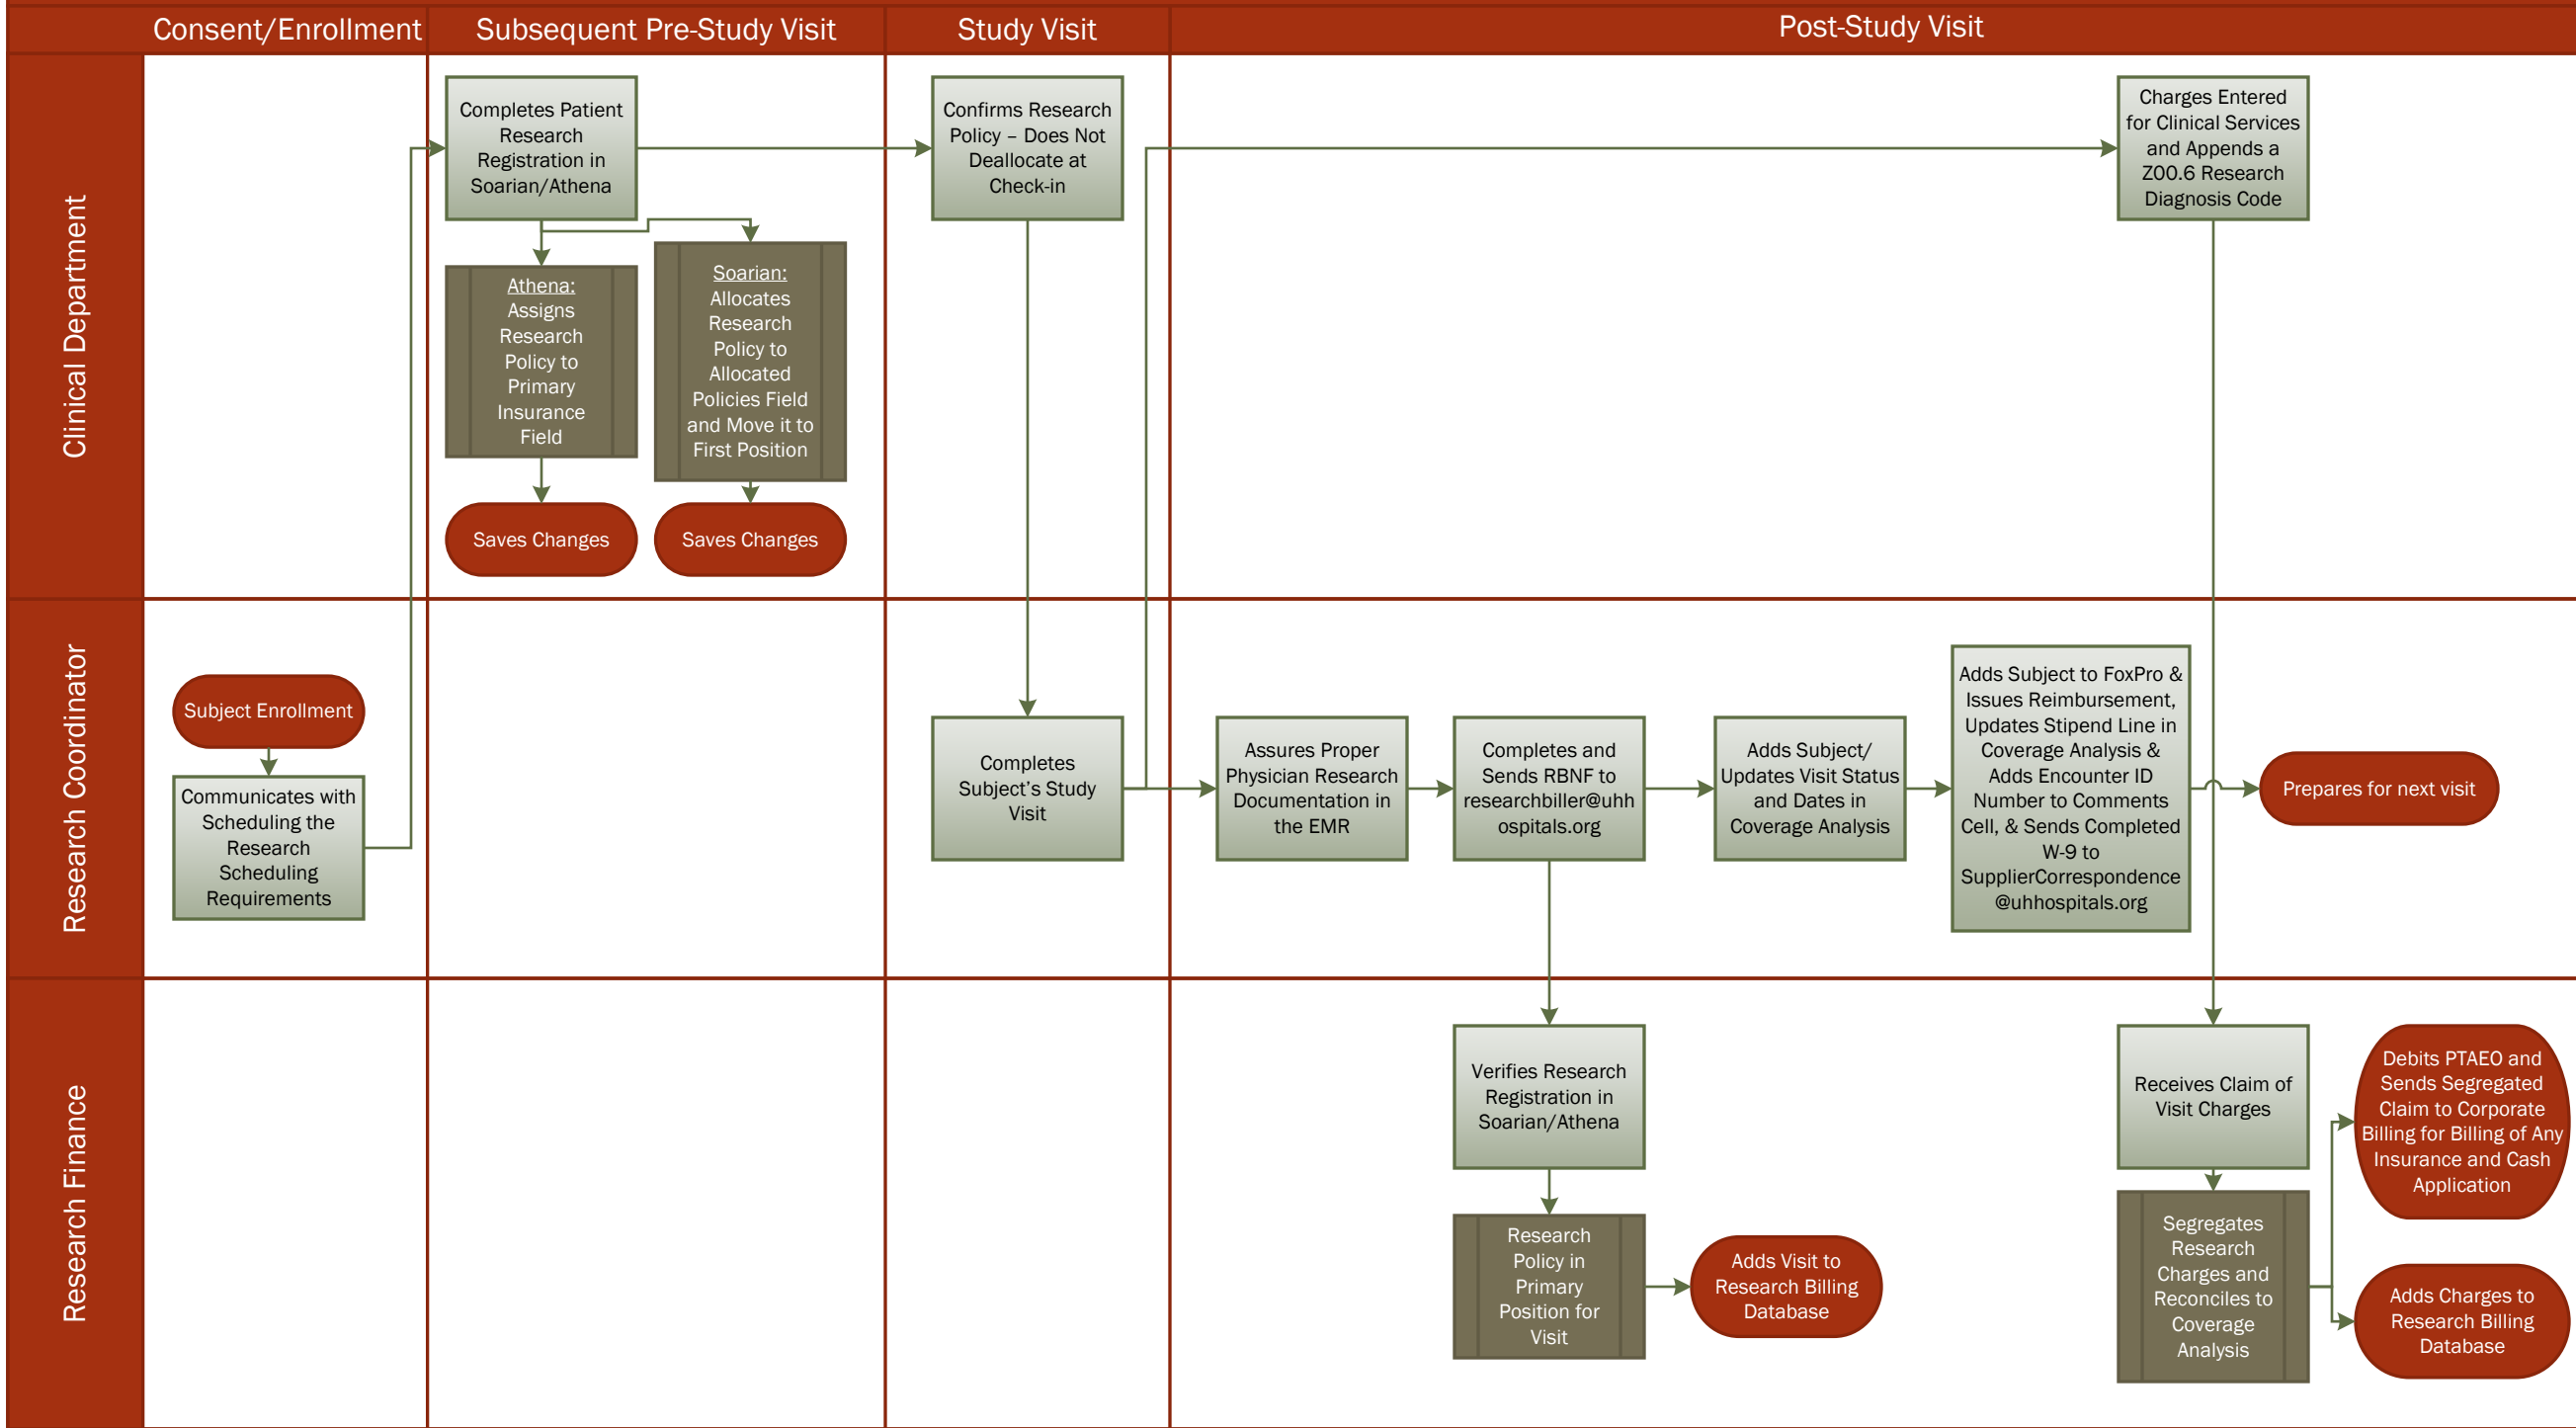 Consent/Enrollment
Subsequent Pre-Study Visit
Study Visit
Post-Study Visit
Clinical Department
Completes Patient
Research
Registration in
Soarian/Athena
Athena:
Assigns
Research
Policy to
Primary
Insurance
Field
Saves Changes
Soarian:
Allocates
Research
Policy to
Allocated
Policies Field
and Move it to
First Position
Saves Changes
Confirms Research
Policy – Does Not
Deallocate at
Check-in
Charges Entered
for Clinical Services
and Appends a
Z00.6 Research
Diagnosis Code
Research Coordinator
Subject Enrollment
Communicates with
Scheduling the
Research
Scheduling
Requirements
Completes
Subject's Study
Visit
Assures Proper
Physician Research
Documentation in
the EMR
Completes and
Sends RBNF to
researchbiller@uhh
ospitals.org
Adds Subject/
Updates Visit Status
and Dates in
Coverage Analysis
Adds Subject to FoxPro &
Issues Reimbursement,
Updates Stipend Line in
Coverage Analysis &
Adds Encounter ID
Number to Comments
Cell, & Sends Completed
W-9 to
SupplierCorrespondence
@uhhospitals.org
Prepares for next visit
Research Finance
Verifies Research
Registration in
Soarian/Athena
Research
Policy in
Primary
Position for
Visit
Adds Visit to
Research Billing
Database
Receives Claim of
Visit Charges
Segregates
Research
Charges and
Reconciles to
Coverage
Analysis
Debits PTAEO and
Sends Segregated
Claim to Corporate
Billing for Billing of Any
Insurance and Cash
Application
Adds Charges to
Research Billing
Database